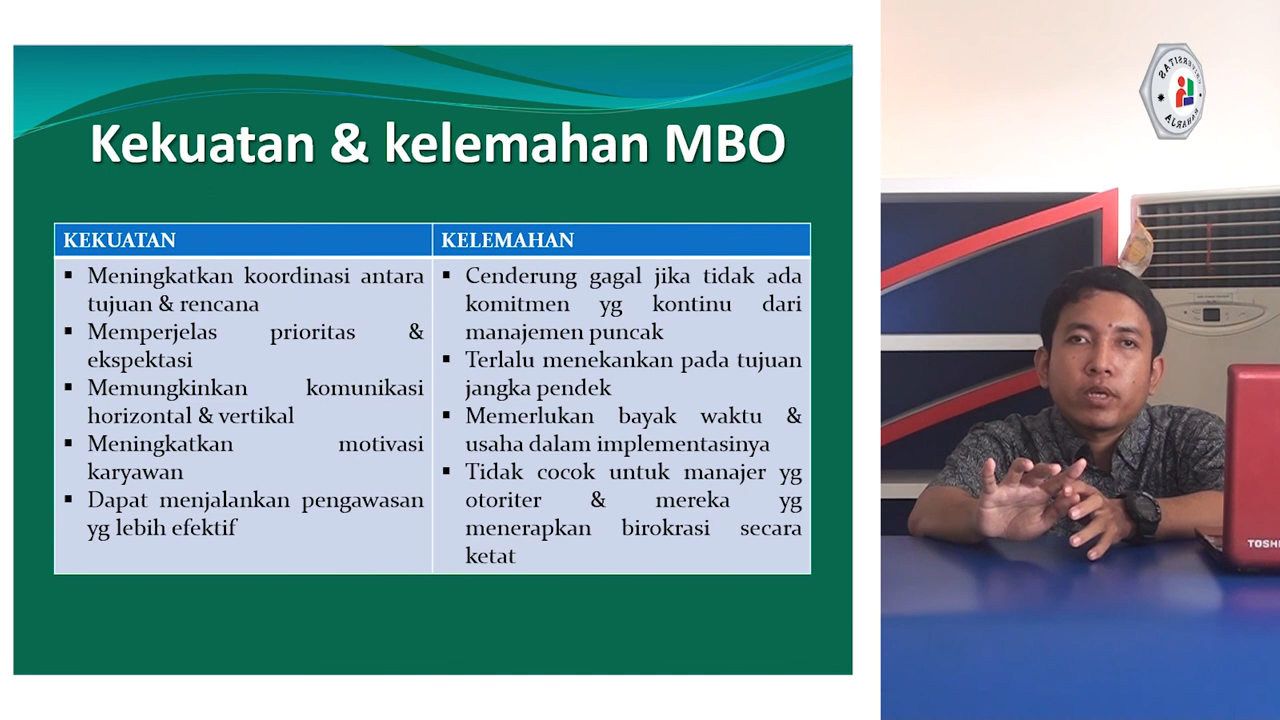 Kekuatan & kelemahan MBO
KEKUATAN
Meningkatkan koordinasi antara
tujuan & rencana
Memperjelas prioritas &
ekspektasi
Memungkinkan komunikasi
horizontal & vertikal
Meningkatkan motivasi
karyawan
Dapat menjalankan pengawasan
yg lebih efektif
KELEMAHAN
Cenderung gagal jika tidak ada
komitmen yg kontinu dari
manajemen puncak
Terlalu menekankan pada tujuan
jangka pendek
Memerlukan bayak waktu &
usaha dalam implementasinya
Tidak cocok untuk manajer yg
otoriter & mereka yg
menerapkan birokrasi secara
ketat
UNIVERSITAS
RAHARJA